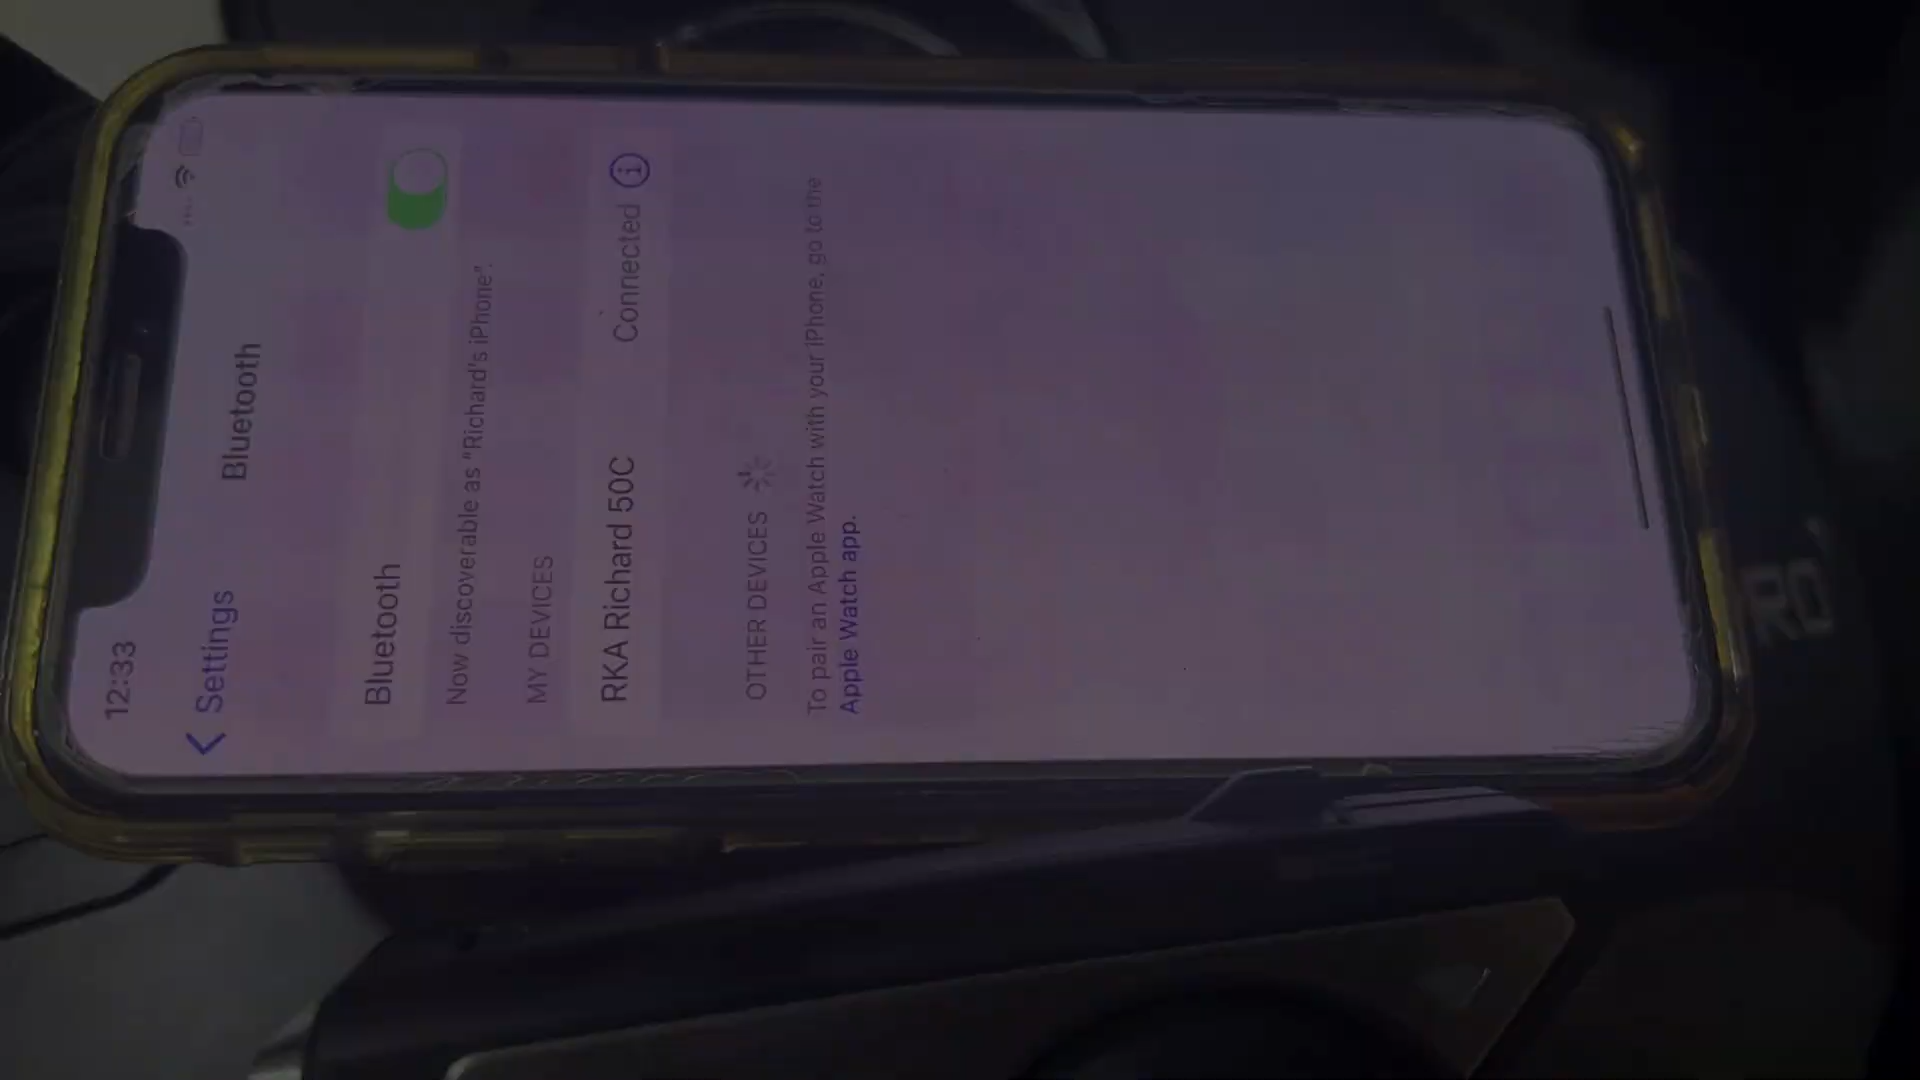 12:33
Settings
Bluetooth
Bluetooth
Now discoverable as "Richard's iPhone".
MY DEVICES
RKA Richard 50C Connected
OTHER DEVICES
To pair an Apple Watch with your iPhone, go to the
Apple Watch app.
RO